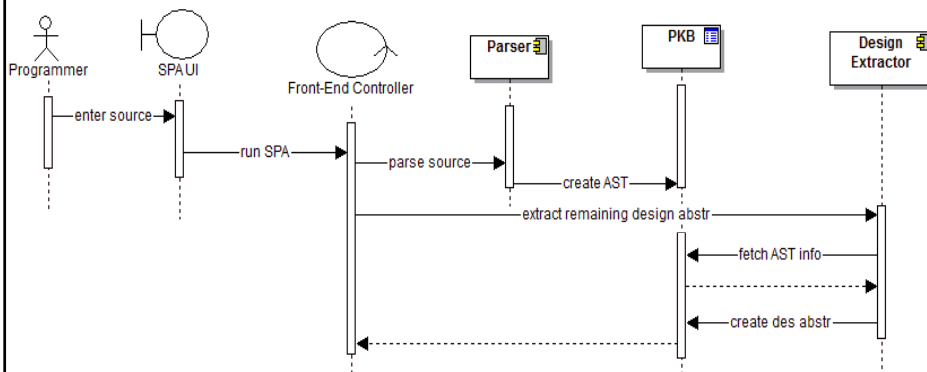 Programmer
SPA UI
Front-End Controller
Parser
PKB
Design
Extractor
enter source
run SPA
parse source
create AST
extract remaining design abstr
fetch AST info
create des abstr